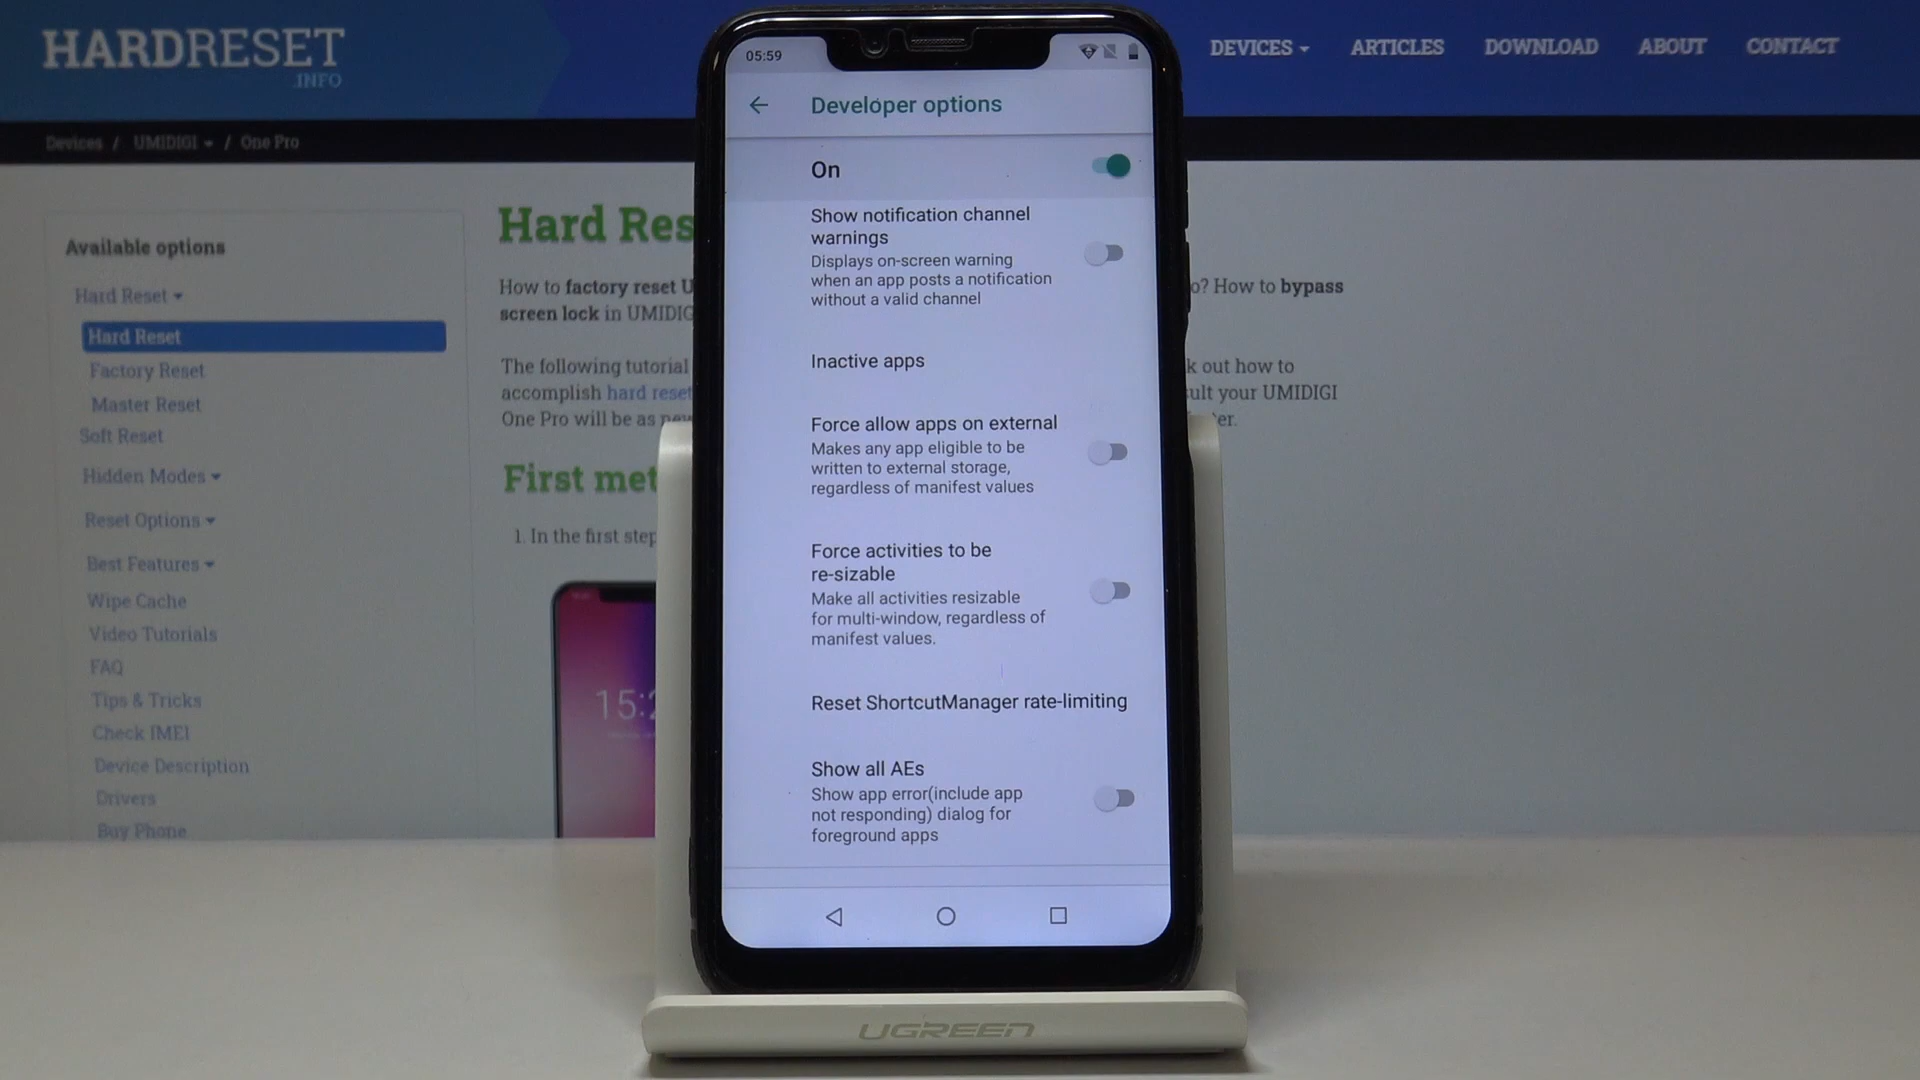 HARDRESET
.INFO
DEVICES
ARTICLES
DOWNLOAD
ABOUT
CONTACT
Devices / UMIDIGI / One Pro
Available options
Hard Reset
Hard Reset
Factory Reset
Master Reset
Soft Reset
Hidden Modes
Reset Options
Best Features
Wipe Cache
Video Tutorials
FAQ
Tips & Tricks
Check IMEI
Device Description
Drivers
Buy Phone
Hard Res
How to factory reset U
o? How to bypass
screen lock in UMIDIG
The following tutorial
k out how to
accomplish hard reset
ult your UMIDIGI
One Pro will be as new
er.
First met
1. In the first step
15:2
05:59
Developer options
On
Show notification channel
warnings
Displays on-screen warning
when an app posts a notification
without a valid channel
Inactive apps
Force allow apps on external
Makes any app eligible to be
written to external storage,
regardless of manifest values
Force activities to be
re-sizable
Make all activities resizable
for multi-window, regardless of
manifest values.
Reset ShortcutManager rate-limiting
Show all AEs
Show app error(include app
not responding) dialog for
foreground apps
UGREEN